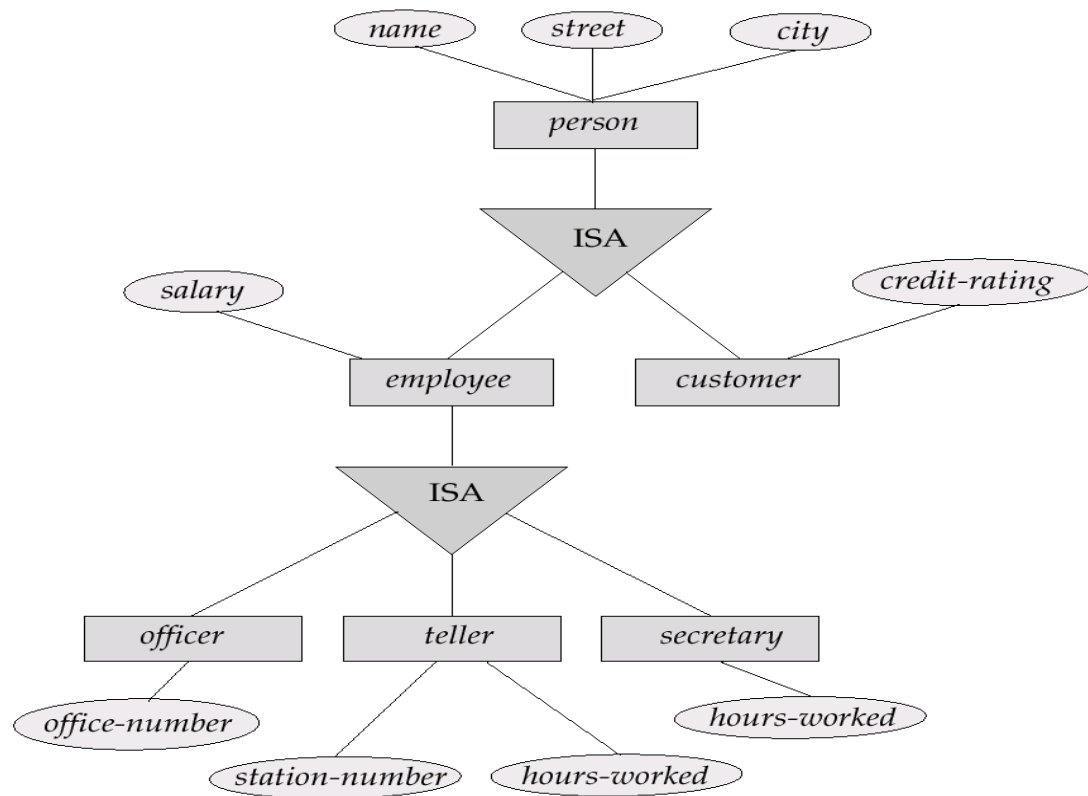 name
street
city
person
ISA
salary
credit-rating
employee
customer
ISA
officer
teller
secretary
office-number
hours-worked
station-number
hours-worked